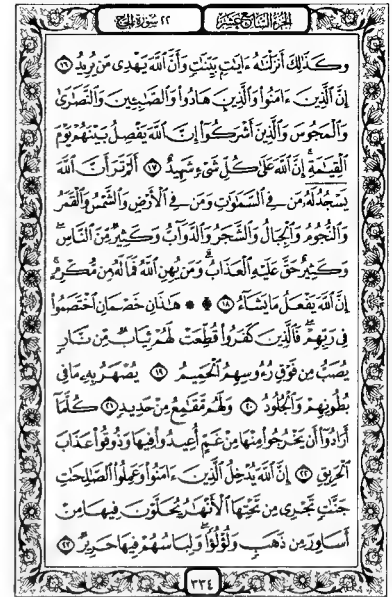 الجزء السابع عشر
٢٢ سورة الحج
وَكَذَٰلِكَ أَنزَلْنَٰهُ ءَايَٰتٍۭ بَيِّنَٰتٍ وَأَنَّ ٱللَّهَ يَهْدِى مَن يُرِيدُ ١٦
إِنَّ ٱلَّذِينَ ءَامَنُوا۟ وَٱلَّذِينَ هَادُوا۟ وَٱلصَّٰبِـِٔينَ وَٱلنَّصَٰرَىٰ
وَٱلْمَجُوسَ وَٱلَّذِينَ أَشْرَكُوٓا۟ إِنَّ ٱللَّهَ يَفْصِلُ بَيْنَهُمْ يَوْمَ
ٱلْقِيَٰمَةِ ۚ إِنَّ ٱللَّهَ عَلَىٰ كُلِّ شَىْءٍ شَهِيدٌ ١٧ أَلَمْ تَرَ أَنَّ ٱللَّهَ
يَسْجُدُ لَهُۥ مَن فِى ٱلسَّمَٰوَٰتِ وَمَن فِى ٱلْأَرْضِ وَٱلشَّمْسُ وَٱلْقَمَرُ
وَٱلنُّجُومُ وَٱلْجِبَالُ وَٱلشَّجَرُ وَٱلدَّوَآبُّ وَكَثِيرٌ مِّنَ ٱلنَّاسِ ۖ
وَكَثِيرٌ حَقَّ عَلَيْهِ ٱلْعَذَابُ ۗ وَمَن يُهِنِ ٱللَّهُ فَمَا لَهُۥ مِن مُّكْرِمٍ ۚ
إِنَّ ٱللَّهَ يَفْعَلُ مَا يَشَآءُ ۩ ١٨ ۞ هَٰذَانِ خَصْمَانِ ٱخْتَصَمُوا۟
فِى رَبِّهِمْ ۖ فَٱلَّذِينَ كَفَرُوا۟ قُطِّعَتْ لَهُمْ ثِيَابٌ مِّن نَّارٍ
يُصَبُّ مِن فَوْقِ رُءُوسِهِمُ ٱلْحَمِيمُ ١٩ يُصْهَرُ بِهِۦ مَا فِى
بُطُونِهِمْ وَٱلْجُلُودُ ٢٠ وَلَهُم مَّقَٰمِعُ مِنْ حَدِيدٍ ٢١ كُلَّمَآ
أَرَادُوٓا۟ أَن يَخْرُجُوا۟ مِنْهَا مِنْ غَمٍّ أُعِيدُوا۟ فِيهَا وَذُوقُوا۟ عَذَابَ
ٱلْحَرِيقِ ٢٢ إِنَّ ٱللَّهَ يُدْخِلُ ٱلَّذِينَ ءَامَنُوا۟ وَعَمِلُوا۟ ٱلصَّٰلِحَٰتِ
جَنَّٰتٍ تَجْرِى مِن تَحْتِهَا ٱلْأَنْهَٰرُ يُحَلَّوْنَ فِيهَا مِنْ
أَسَاوِرَ مِن ذَهَبٍ وَلُؤْلُؤًا ۖ وَلِبَاسُهُمْ فِيهَا حَرِيرٌ ٢٣
٣٣٤